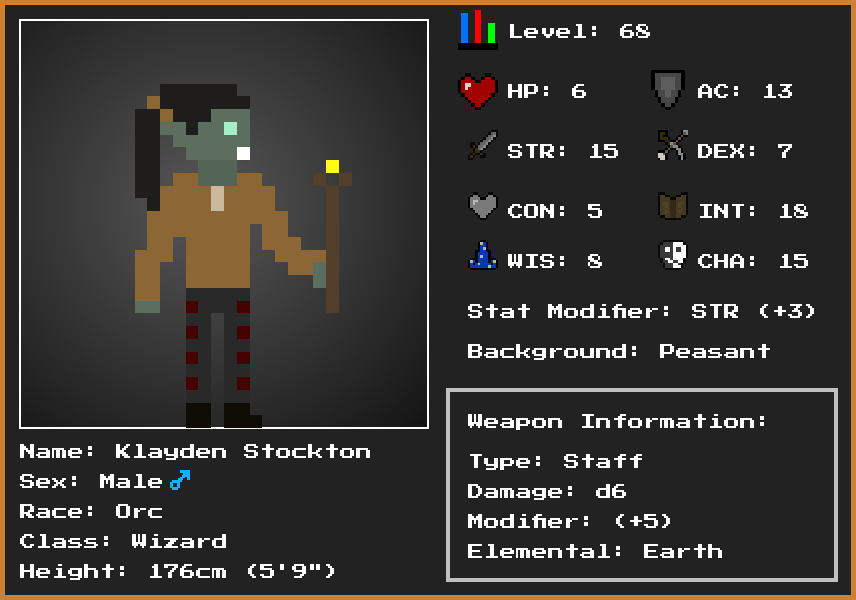 Level: 68
HP: 6
AC: 13
STR: 15
DEX: 7
CON: 5
INT: 18
WIS: 8
CHA: 15
Stat Modifier: STR (+3)
Background: Peasant
Weapon Information:
Type: Staff
Damage: d6
Modifier: (+5)
Elemental: Earth
Name: Klayden Stockton
Sex: Male♂
Race: Orc
Class: Wizard
Height: 176cm (5'9")